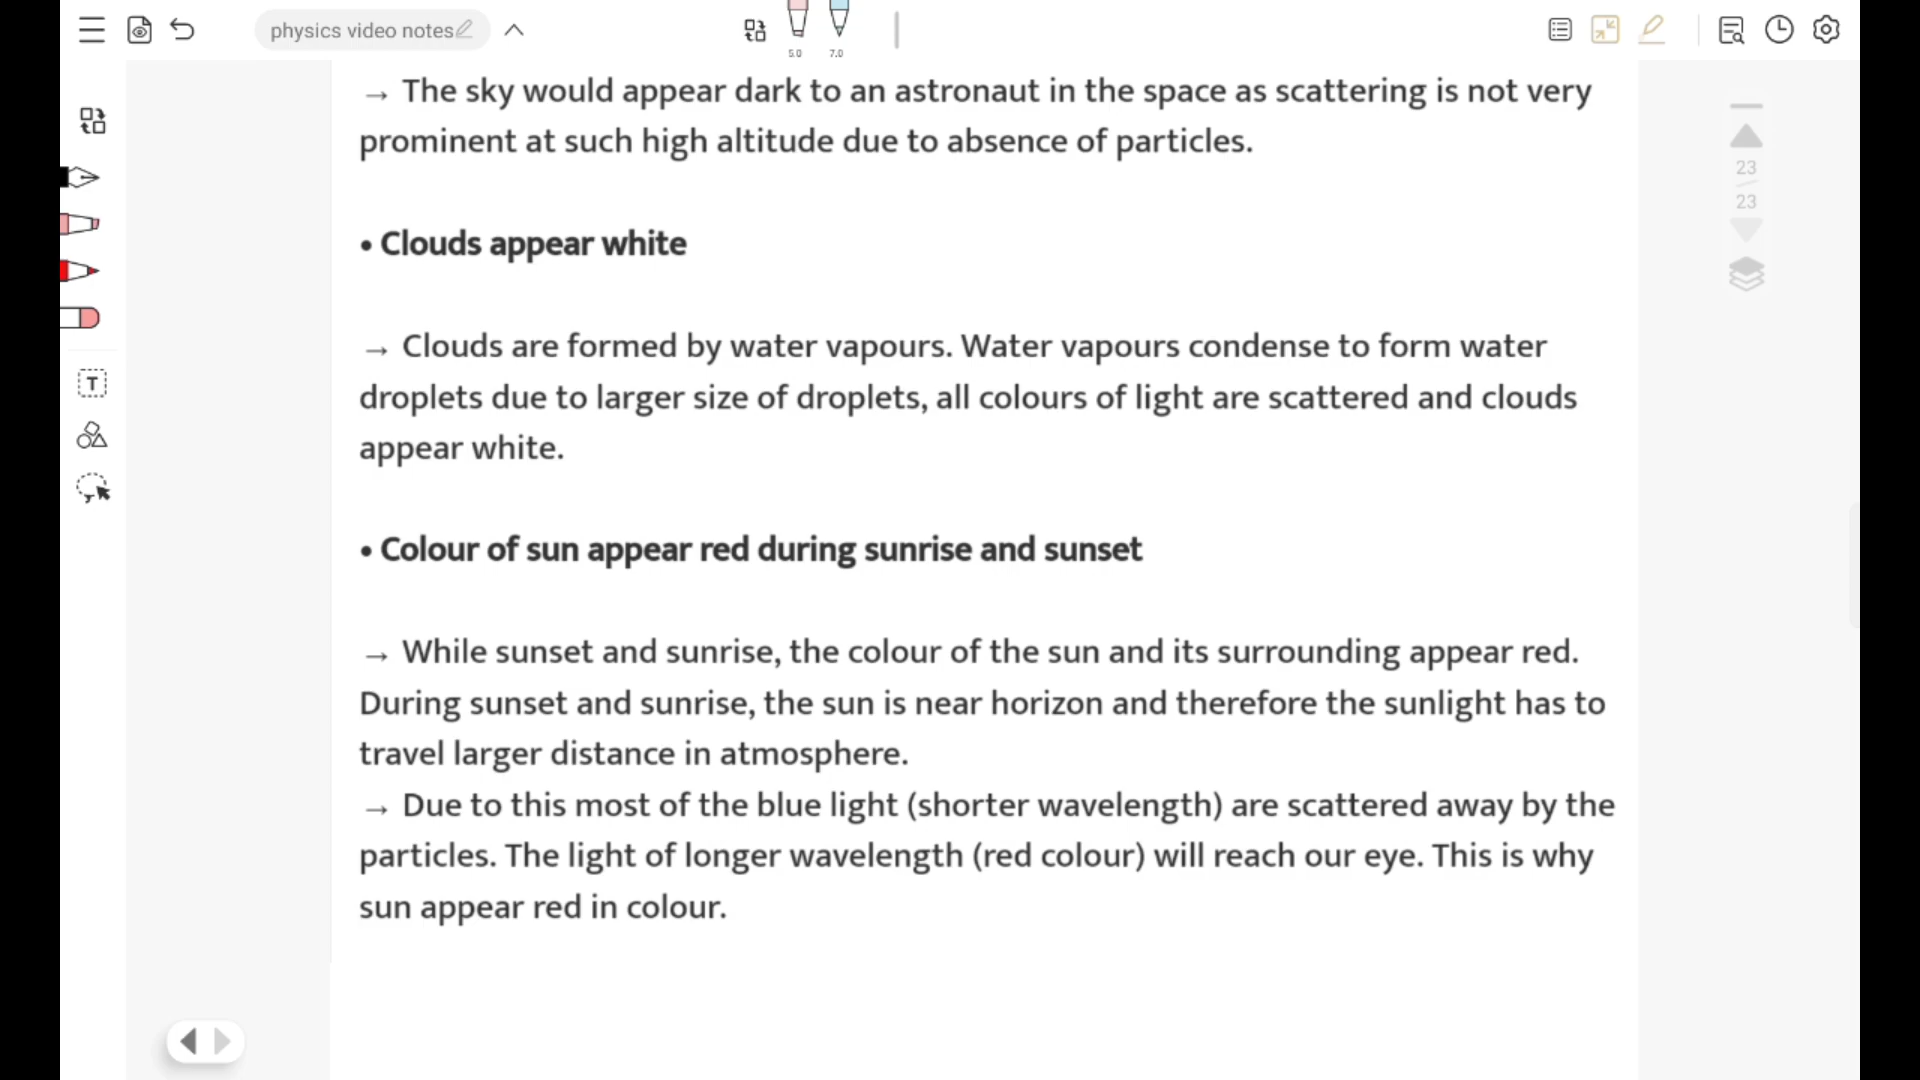 physics video notes
5.0 7.0
→ The sky would appear dark to an astronaut in the space as scattering is not very
prominent at such high altitude due to absence of particles.
23
23
• Clouds appear white
→ Clouds are formed by water vapours. Water vapours condense to form water
droplets due to larger size of droplets, all colours of light are scattered and clouds
appear white.
T
• Colour of sun appear red during sunrise and sunset
→ While sunset and sunrise, the colour of the sun and its surrounding appear red.
During sunset and sunrise, the sun is near horizon and therefore the sunlight has to
travel larger distance in atmosphere.
→ Due to this most of the blue light (shorter wavelength) are scattered away by the
particles. The light of longer wavelength (red colour) will reach our eye. This is why
sun appear red in colour.